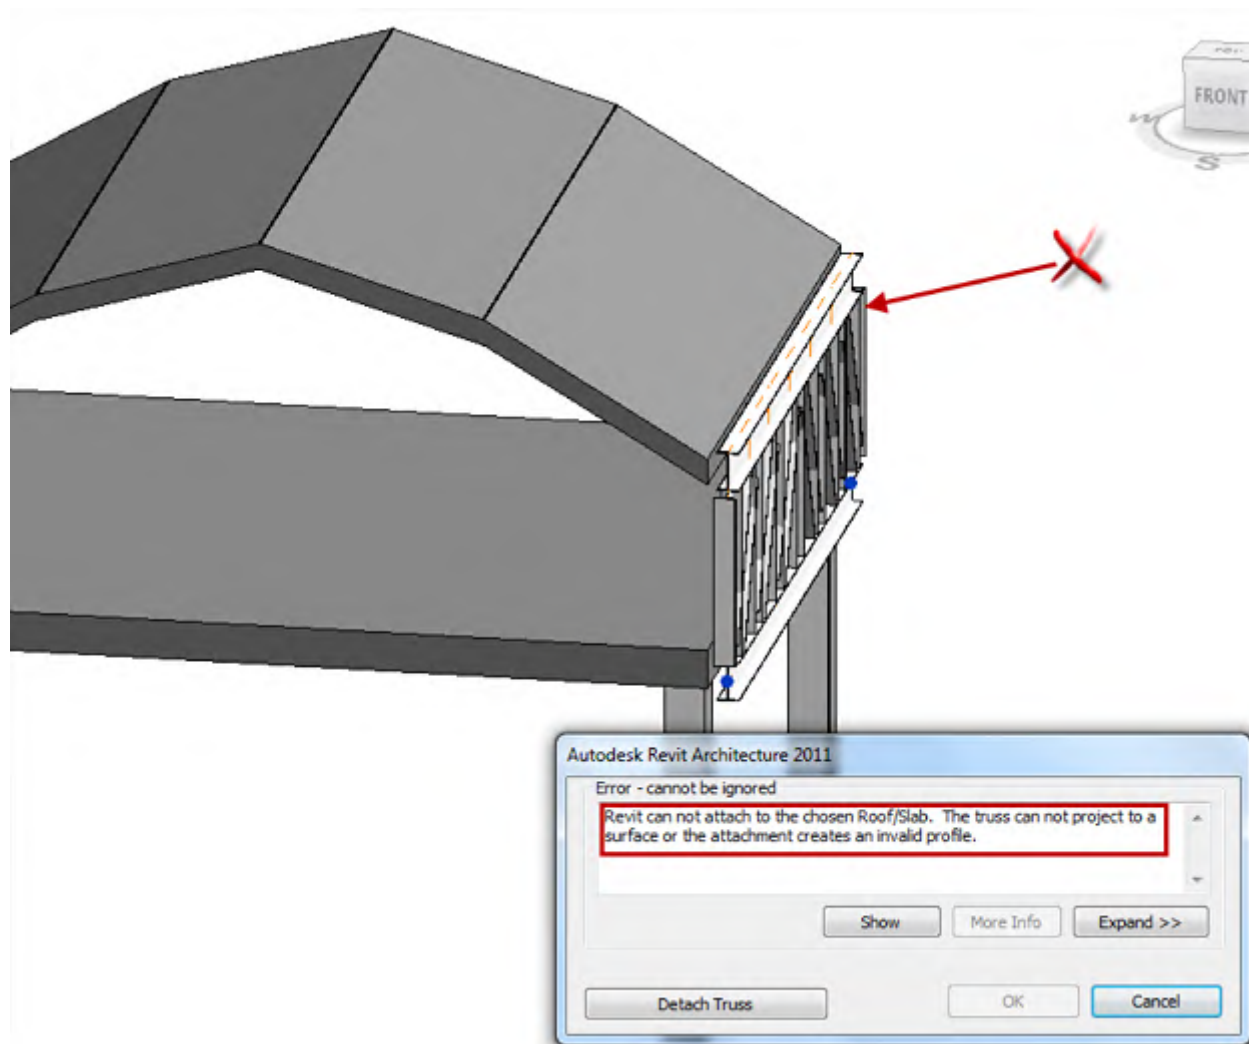 TOP
FRONT
S
Autodesk Revit Architecture 2011
Error - cannot be ignored
Revit can not attach to the chosen Roof/Slab. The truss can not project to a
surface or the attachment creates an invalid profile.
Show
More Info
Expand >>
Detach Truss
OK
Cancel